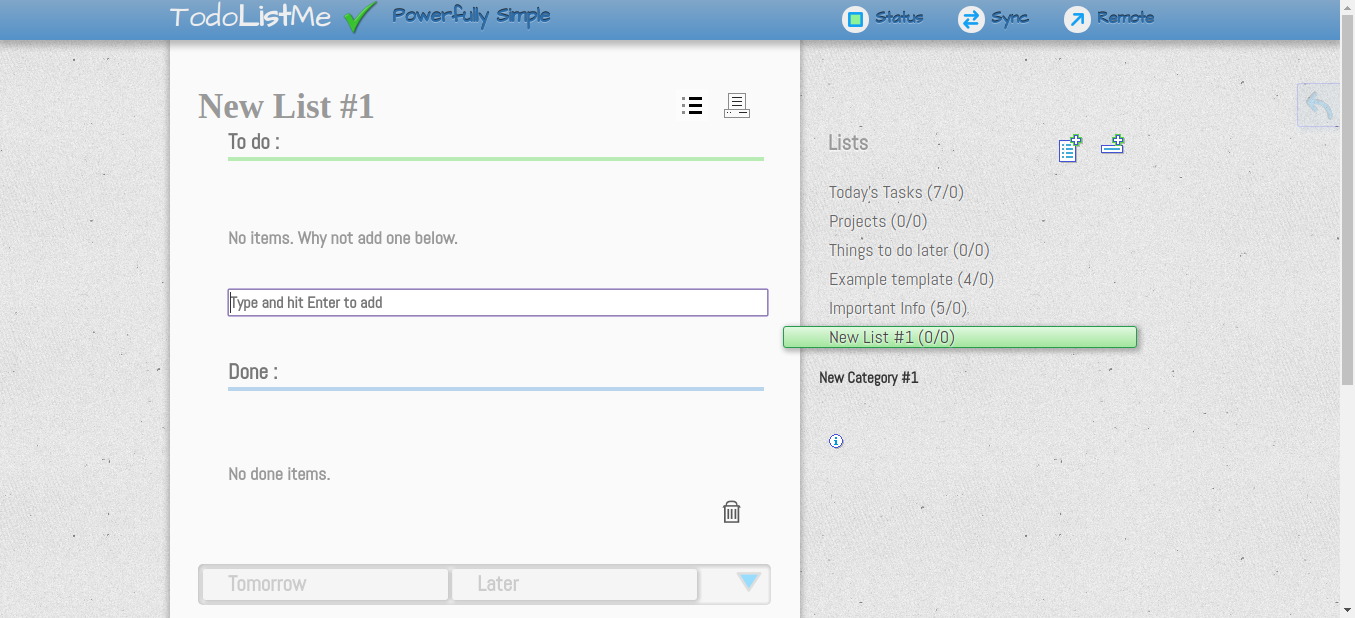 TodoListMe Powerfully Simple Status Sync Remote
New List #1
To do :
No items. Why not add one below.
Type and hit Enter to add
Done :
No done items.
Tomorrow Later
Lists
Today's Tasks (7/0)
Projects (0/0)
Things to do later (0/0)
Example template (4/0)
Important Info (5/0)
New List #1 (0/0)
New Category #1